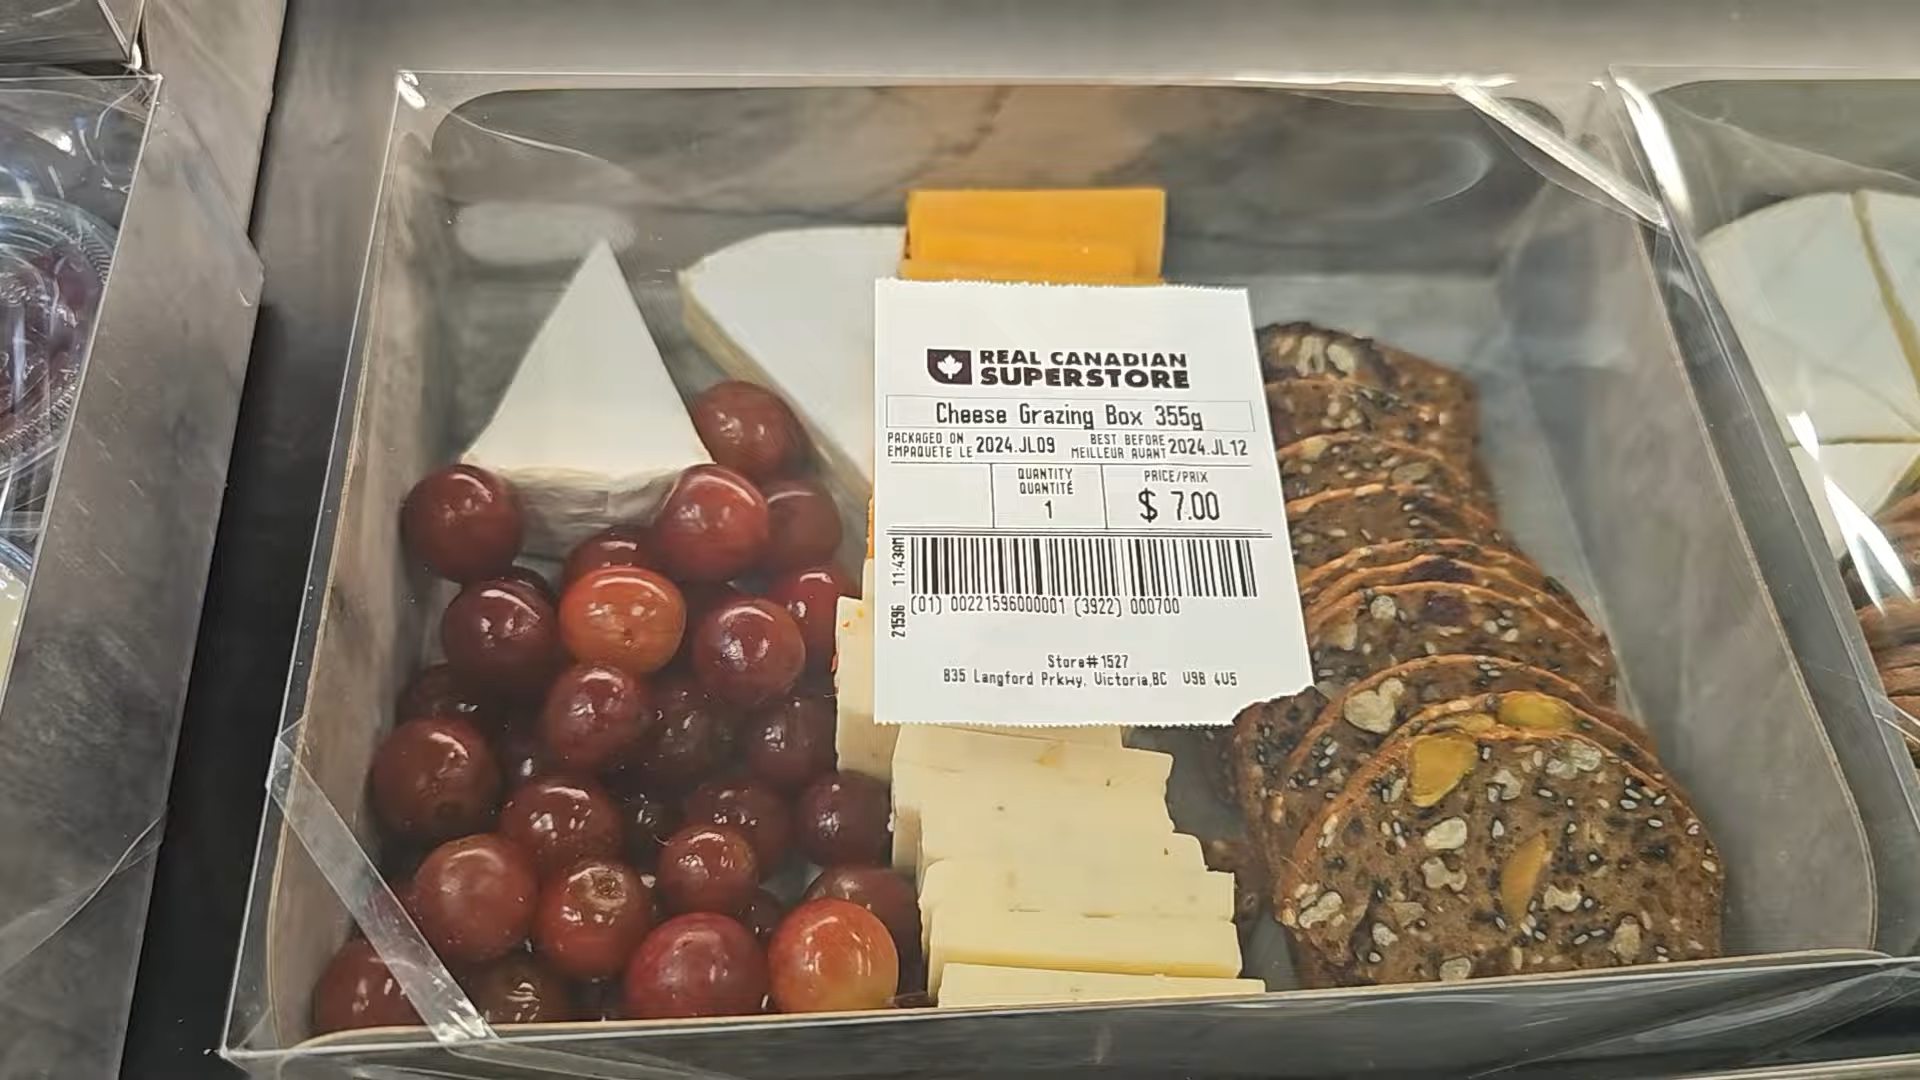 REAL CANADIAN
SUPERSTORE
Cheese Grazing Box 355g
PACKAGED ON
EMPAQUETÉ LE 2024.JL09
BEST BEFORE
MEILLEUR AVANT 2024.JL12
QUANTITY
QUANTITÉ
1
PRICE/PRIX
$ 7.00
21596 11:43AM
(01) 00221596000001 (3922) 000700
Store#1527
835 Langford Prkwy, Victoria,BC V9B 4V5